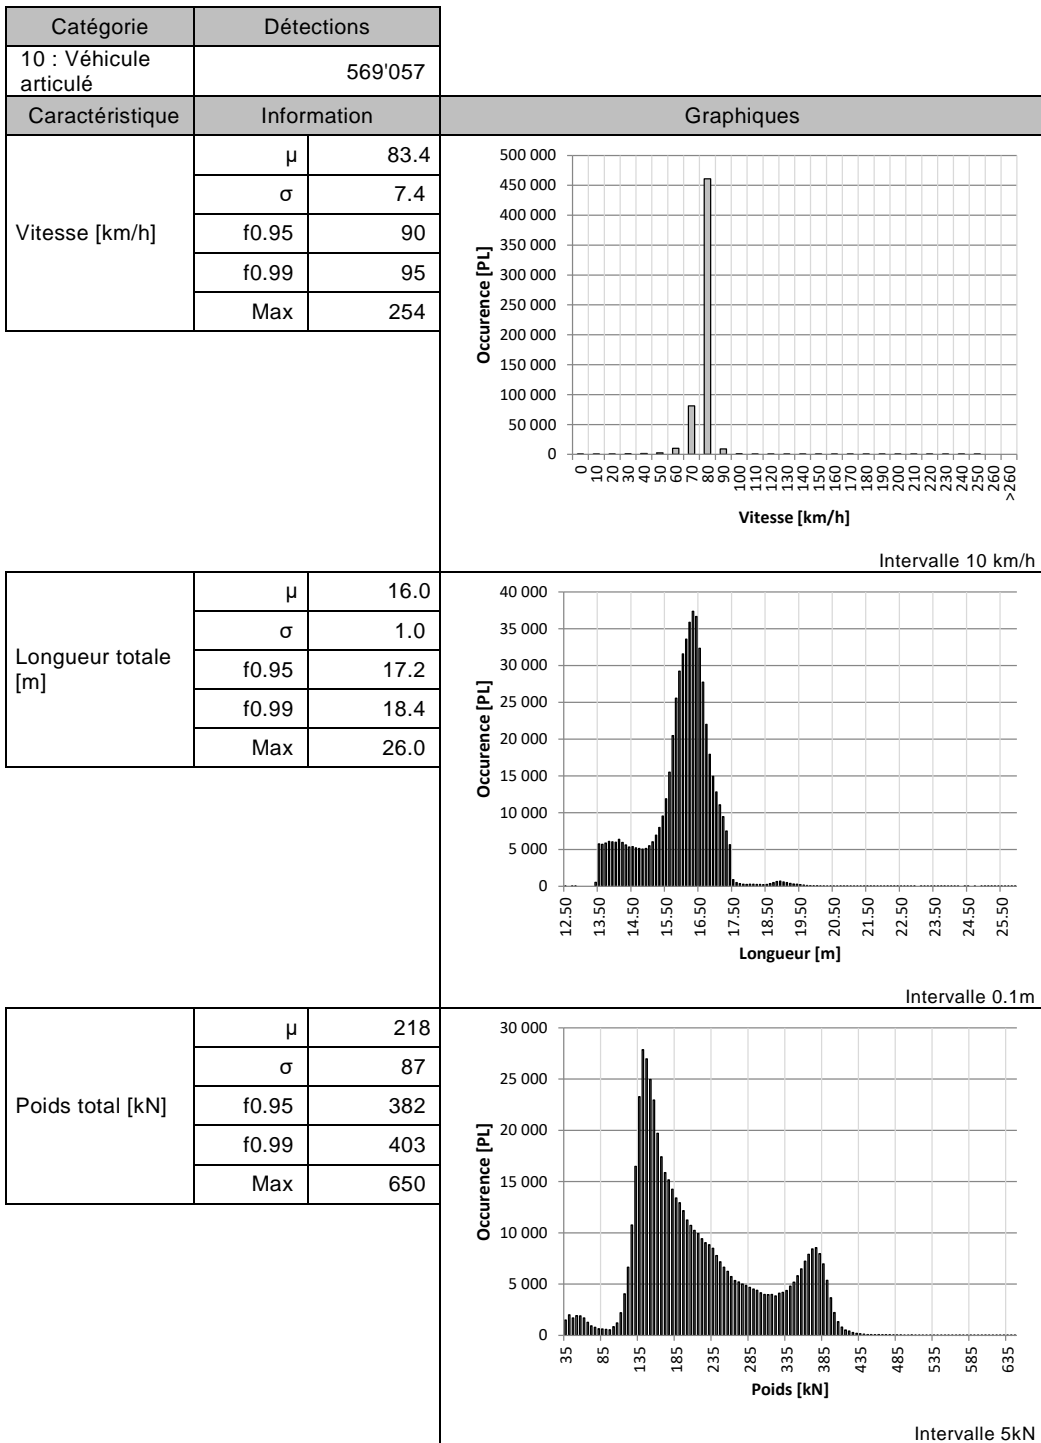 Catégorie Détections
10 : Véhicule
articulé
569'057
Caractéristique Information Graphiques
Vitesse [km/h]
µ 83.4
σ 7.4
f0.95 90
f0.99 95
Max 254
500 000
450 000
400 000
350 000
300 000
250 000
200 000
150 000
100 000
50 000
0
Occurence [PL]
0 10 20 30 40 50 60 70 80 90 100 110 120 130 140 150 160 170 180 190 200 210 220 230 240 250 260 >260
Vitesse [km/h]
Intervalle 10 km/h
Longueur totale
[m]
µ 16.0
σ 1.0
f0.95 17.2
f0.99 18.4
Max 26.0
40 000
35 000
30 000
25 000
20 000
15 000
10 000
5 000
0
Occurence [PL]
12.50 13.50 14.50 15.50 16.50 17.50 18.50 19.50 20.50 21.50 22.50 23.50 24.50 25.50
Longueur [m]
Intervalle 0.1m
Poids total [kN]
µ 218
σ 87
f0.95 382
f0.99 403
Max 650
30 000
25 000
20 000
15 000
10 000
5 000
0
Occurence [PL]
35 85 135 185 235 285 335 385 435 485 535 585 635
Poids [kN]
Intervalle 5kN